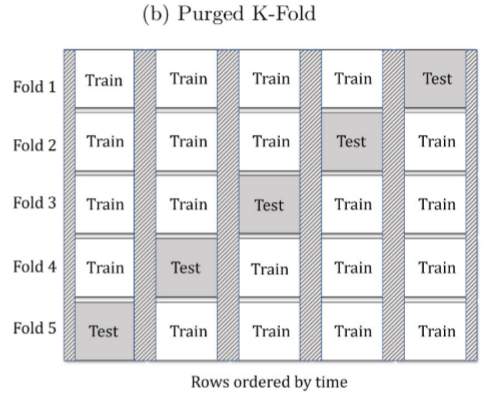 (b) Purged K-Fold
Fold 1 Train Train Train Train Test
Fold 2 Train Train Train Test Train
Fold 3 Train Train Test Train Train
Fold 4 Train Test Train Train Train
Fold 5 Test Train Train Train Train
Rows ordered by time